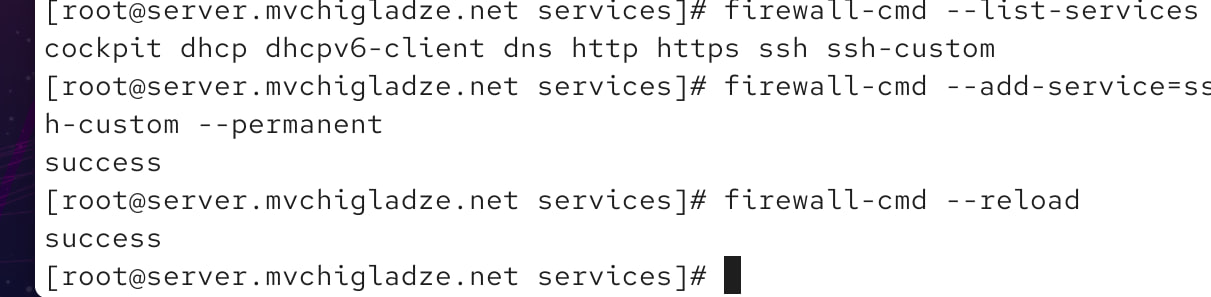 [root@server.mvchigladze.net services]# firewall-cmd --list-services
cockpit dhcp dhcpv6-client dns http https ssh ssh-custom
[root@server.mvchigladze.net services]# firewall-cmd --add-service=ss
h-custom --permanent
success
[root@server.mvchigladze.net services]# firewall-cmd --reload
success
[root@server.mvchigladze.net services]#